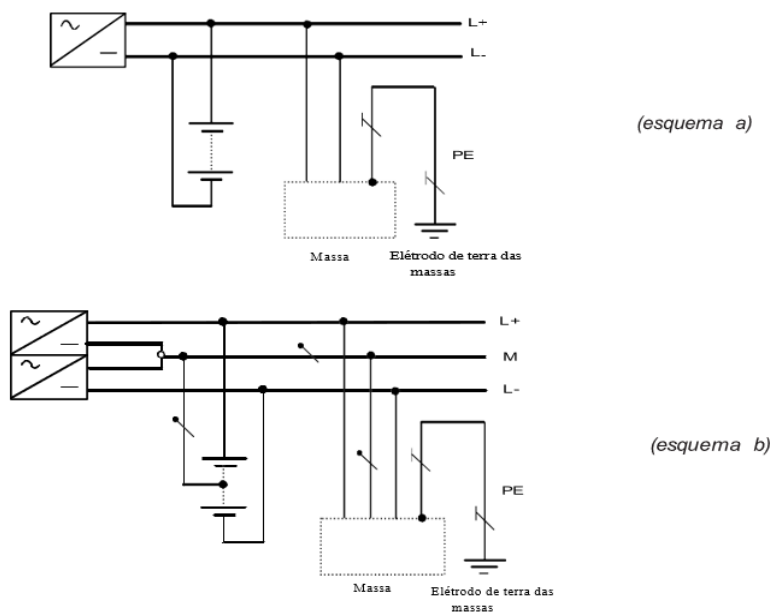 L+
L-
(esquema a)
PE
Massa
Elétrodo de terra das
massas
L+
M
L-
(esquema b)
PE
Massa
Elétrodo de terra das
massas